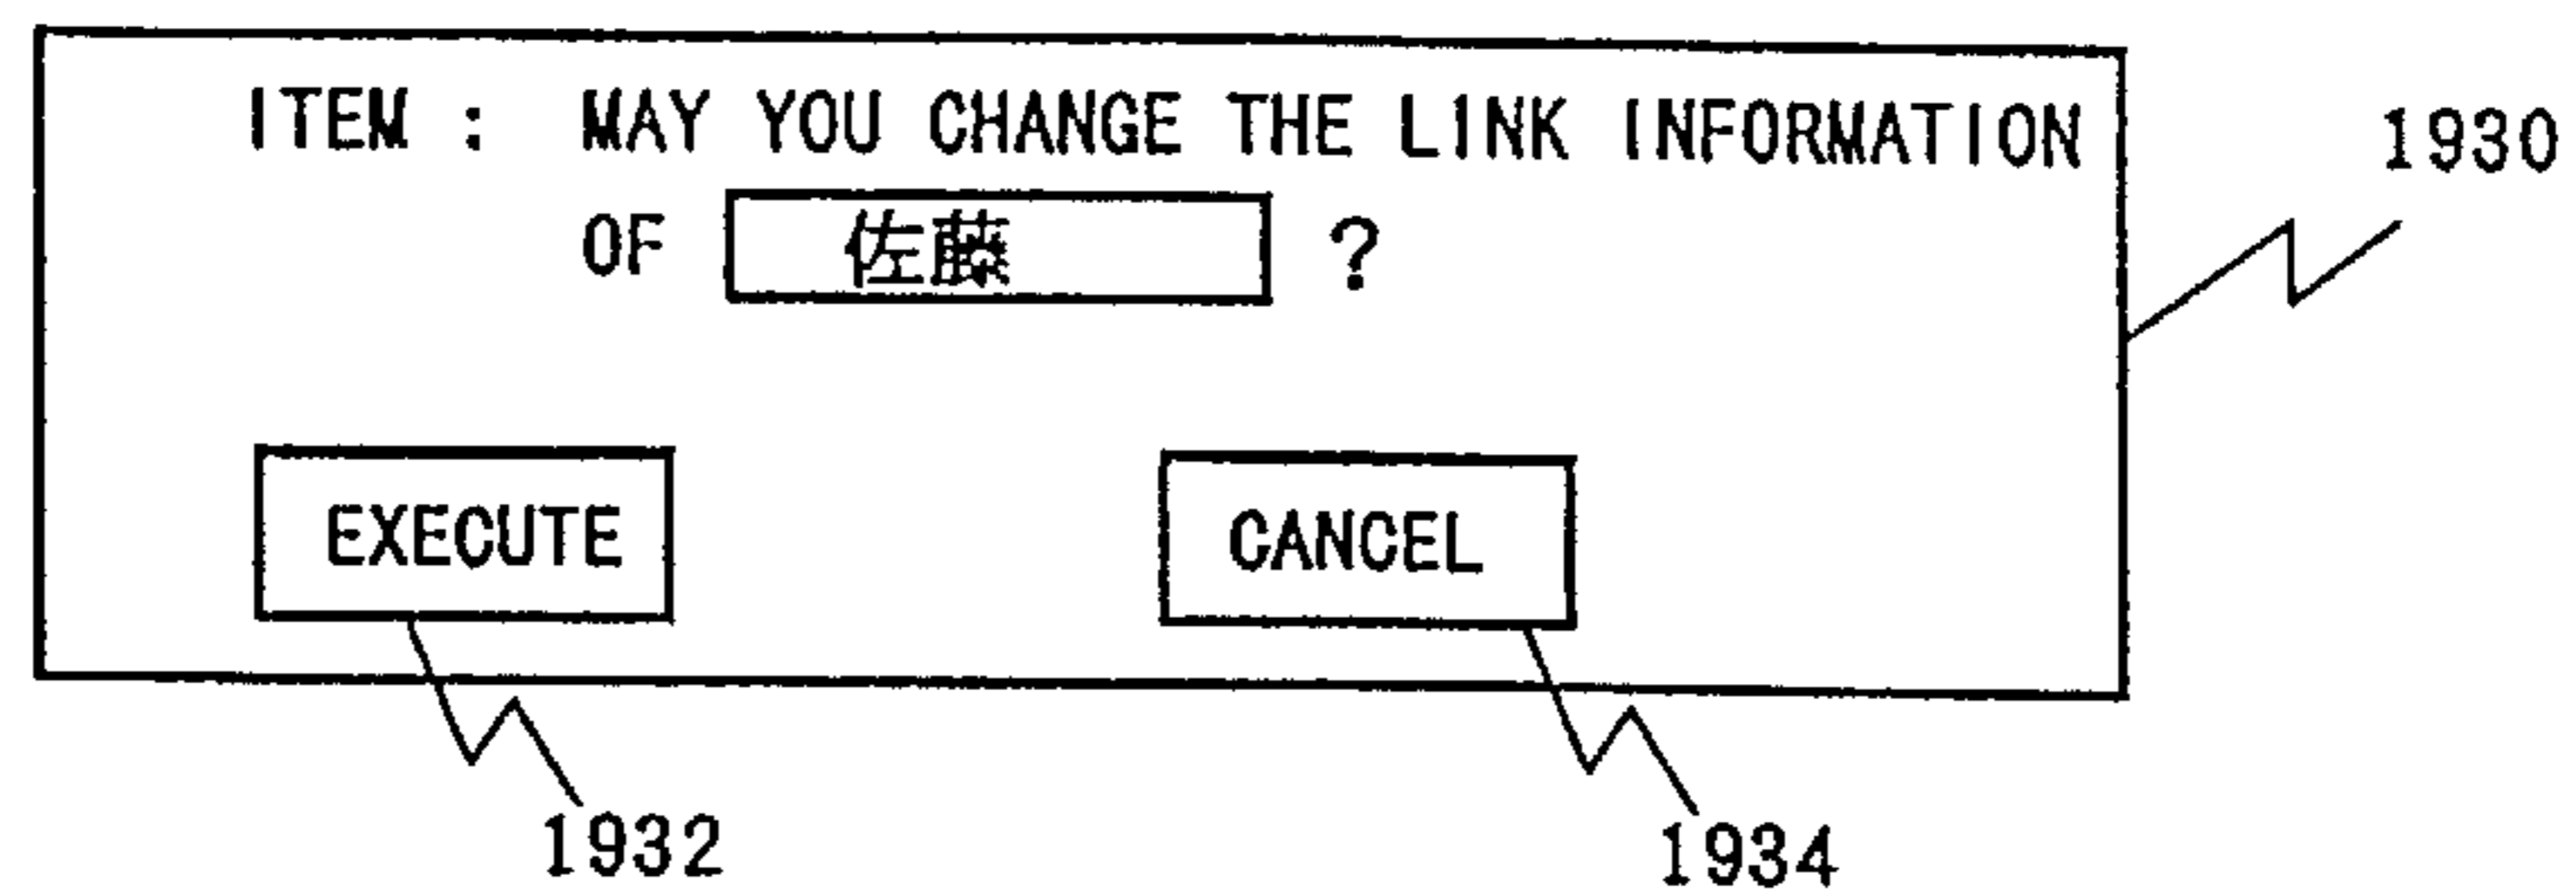 ITEM : MAY YOU CHANGE THE LINK INFORMATION
1930
OF 佐藤 ?
EXECUTE
CANCEL
1932
1934